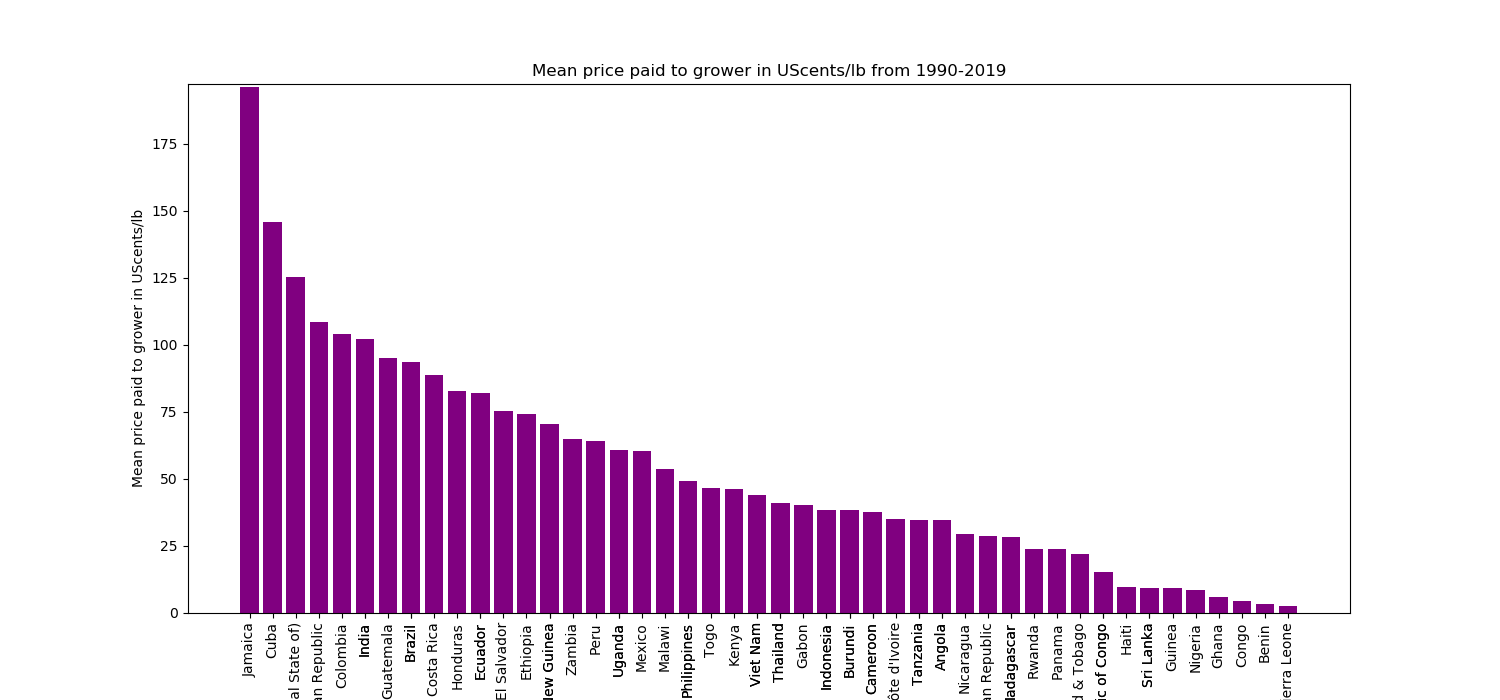 Mean price paid to grower in UScents/lb from 1990-2019
Mean price paid to grower in UScents/lb
175
150
125
100
75
50
25
0
Jamaica
Cuba
al State of)
an Republic
Colombia
India
Guatemala
Brazil
Costa Rica
Honduras
Ecuador
El Salvador
Ethiopia
New Guinea
Zambia
Peru
Uganda
Mexico
Malawi
Philippines
Togo
Kenya
Viet Nam
Thailand
Gabon
Indonesia
Burundi
Cameroon
ôte d'Ivoire
Tanzania
Angola
Nicaragua
an Republic
Madagascar
Rwanda
Panama
d & Tobago
ic of Congo
Haiti
Sri Lanka
Guinea
Nigeria
Ghana
Congo
Benin
erra Leone